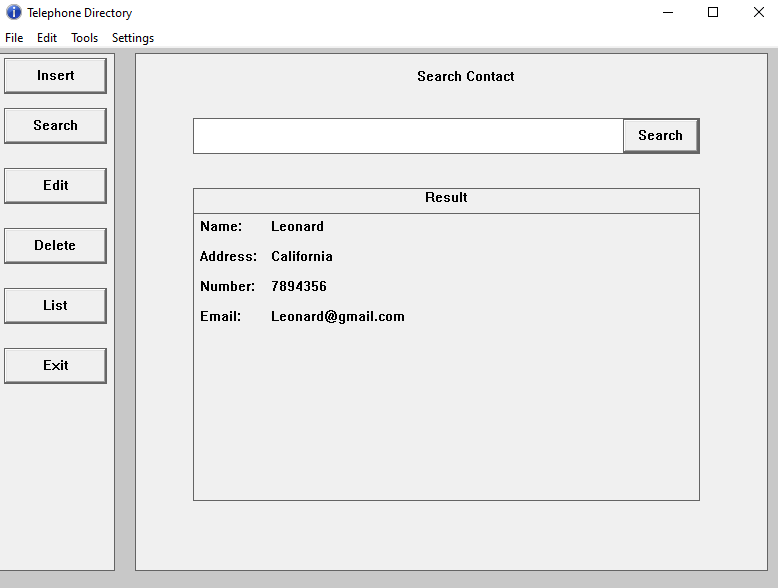 Telephone Directory
File Edit Tools Settings
Insert
Search
Edit
Delete
List
Exit
Search Contact
Search
Result
Name: Leonard
Address: California
Number: 7894356
Email: Leonard@gmail.com